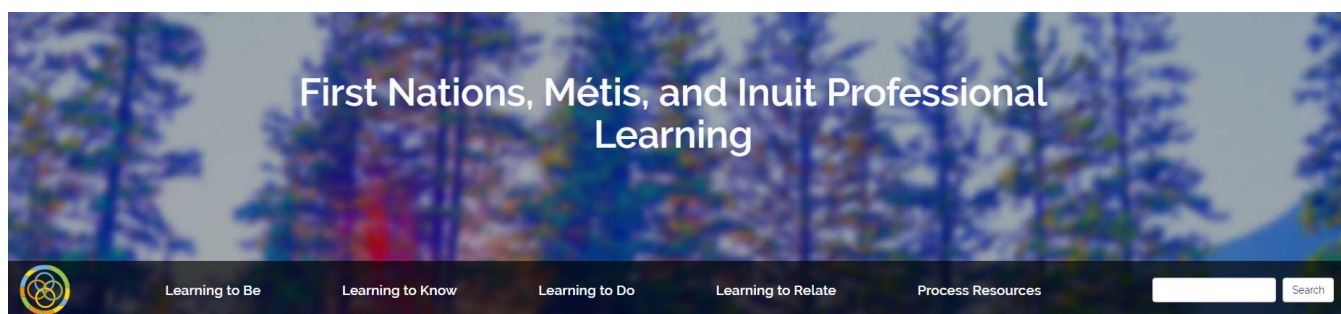 First Nations, Métis, and Inuit Professional
Learning
Learning to Be
Learning to Know
Learning to Do
Learning to Relate
Process Resources
Search